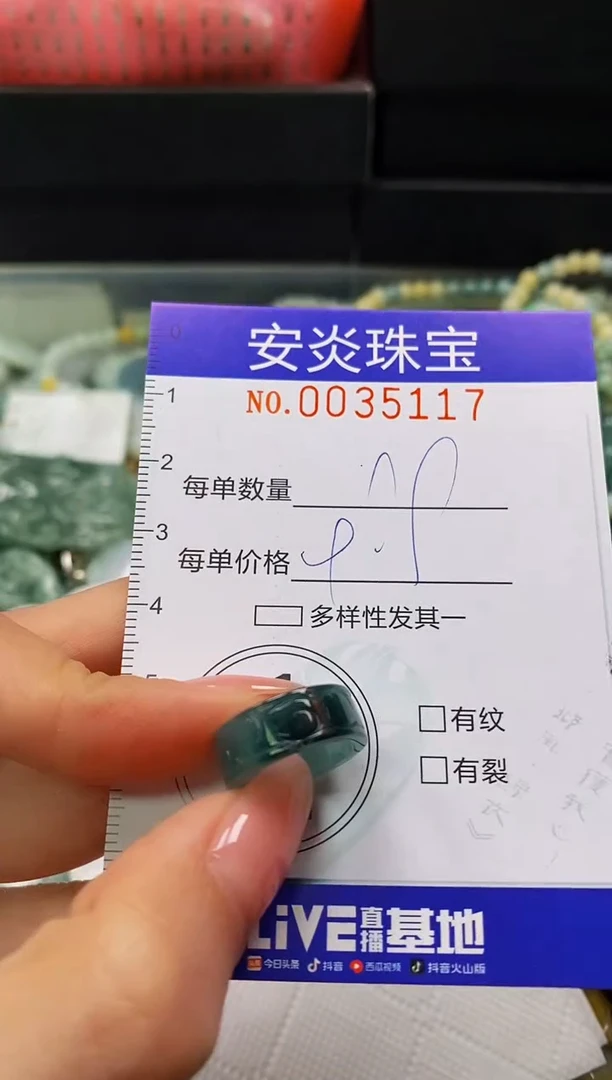 安炎珠宝
NO.0035117
0
1
2
每单数量
3
每单价格
4
多样性发其一
5
有纹
有裂
LiVE直播基地
今日头条 抖音 西瓜视频 抖音火山版